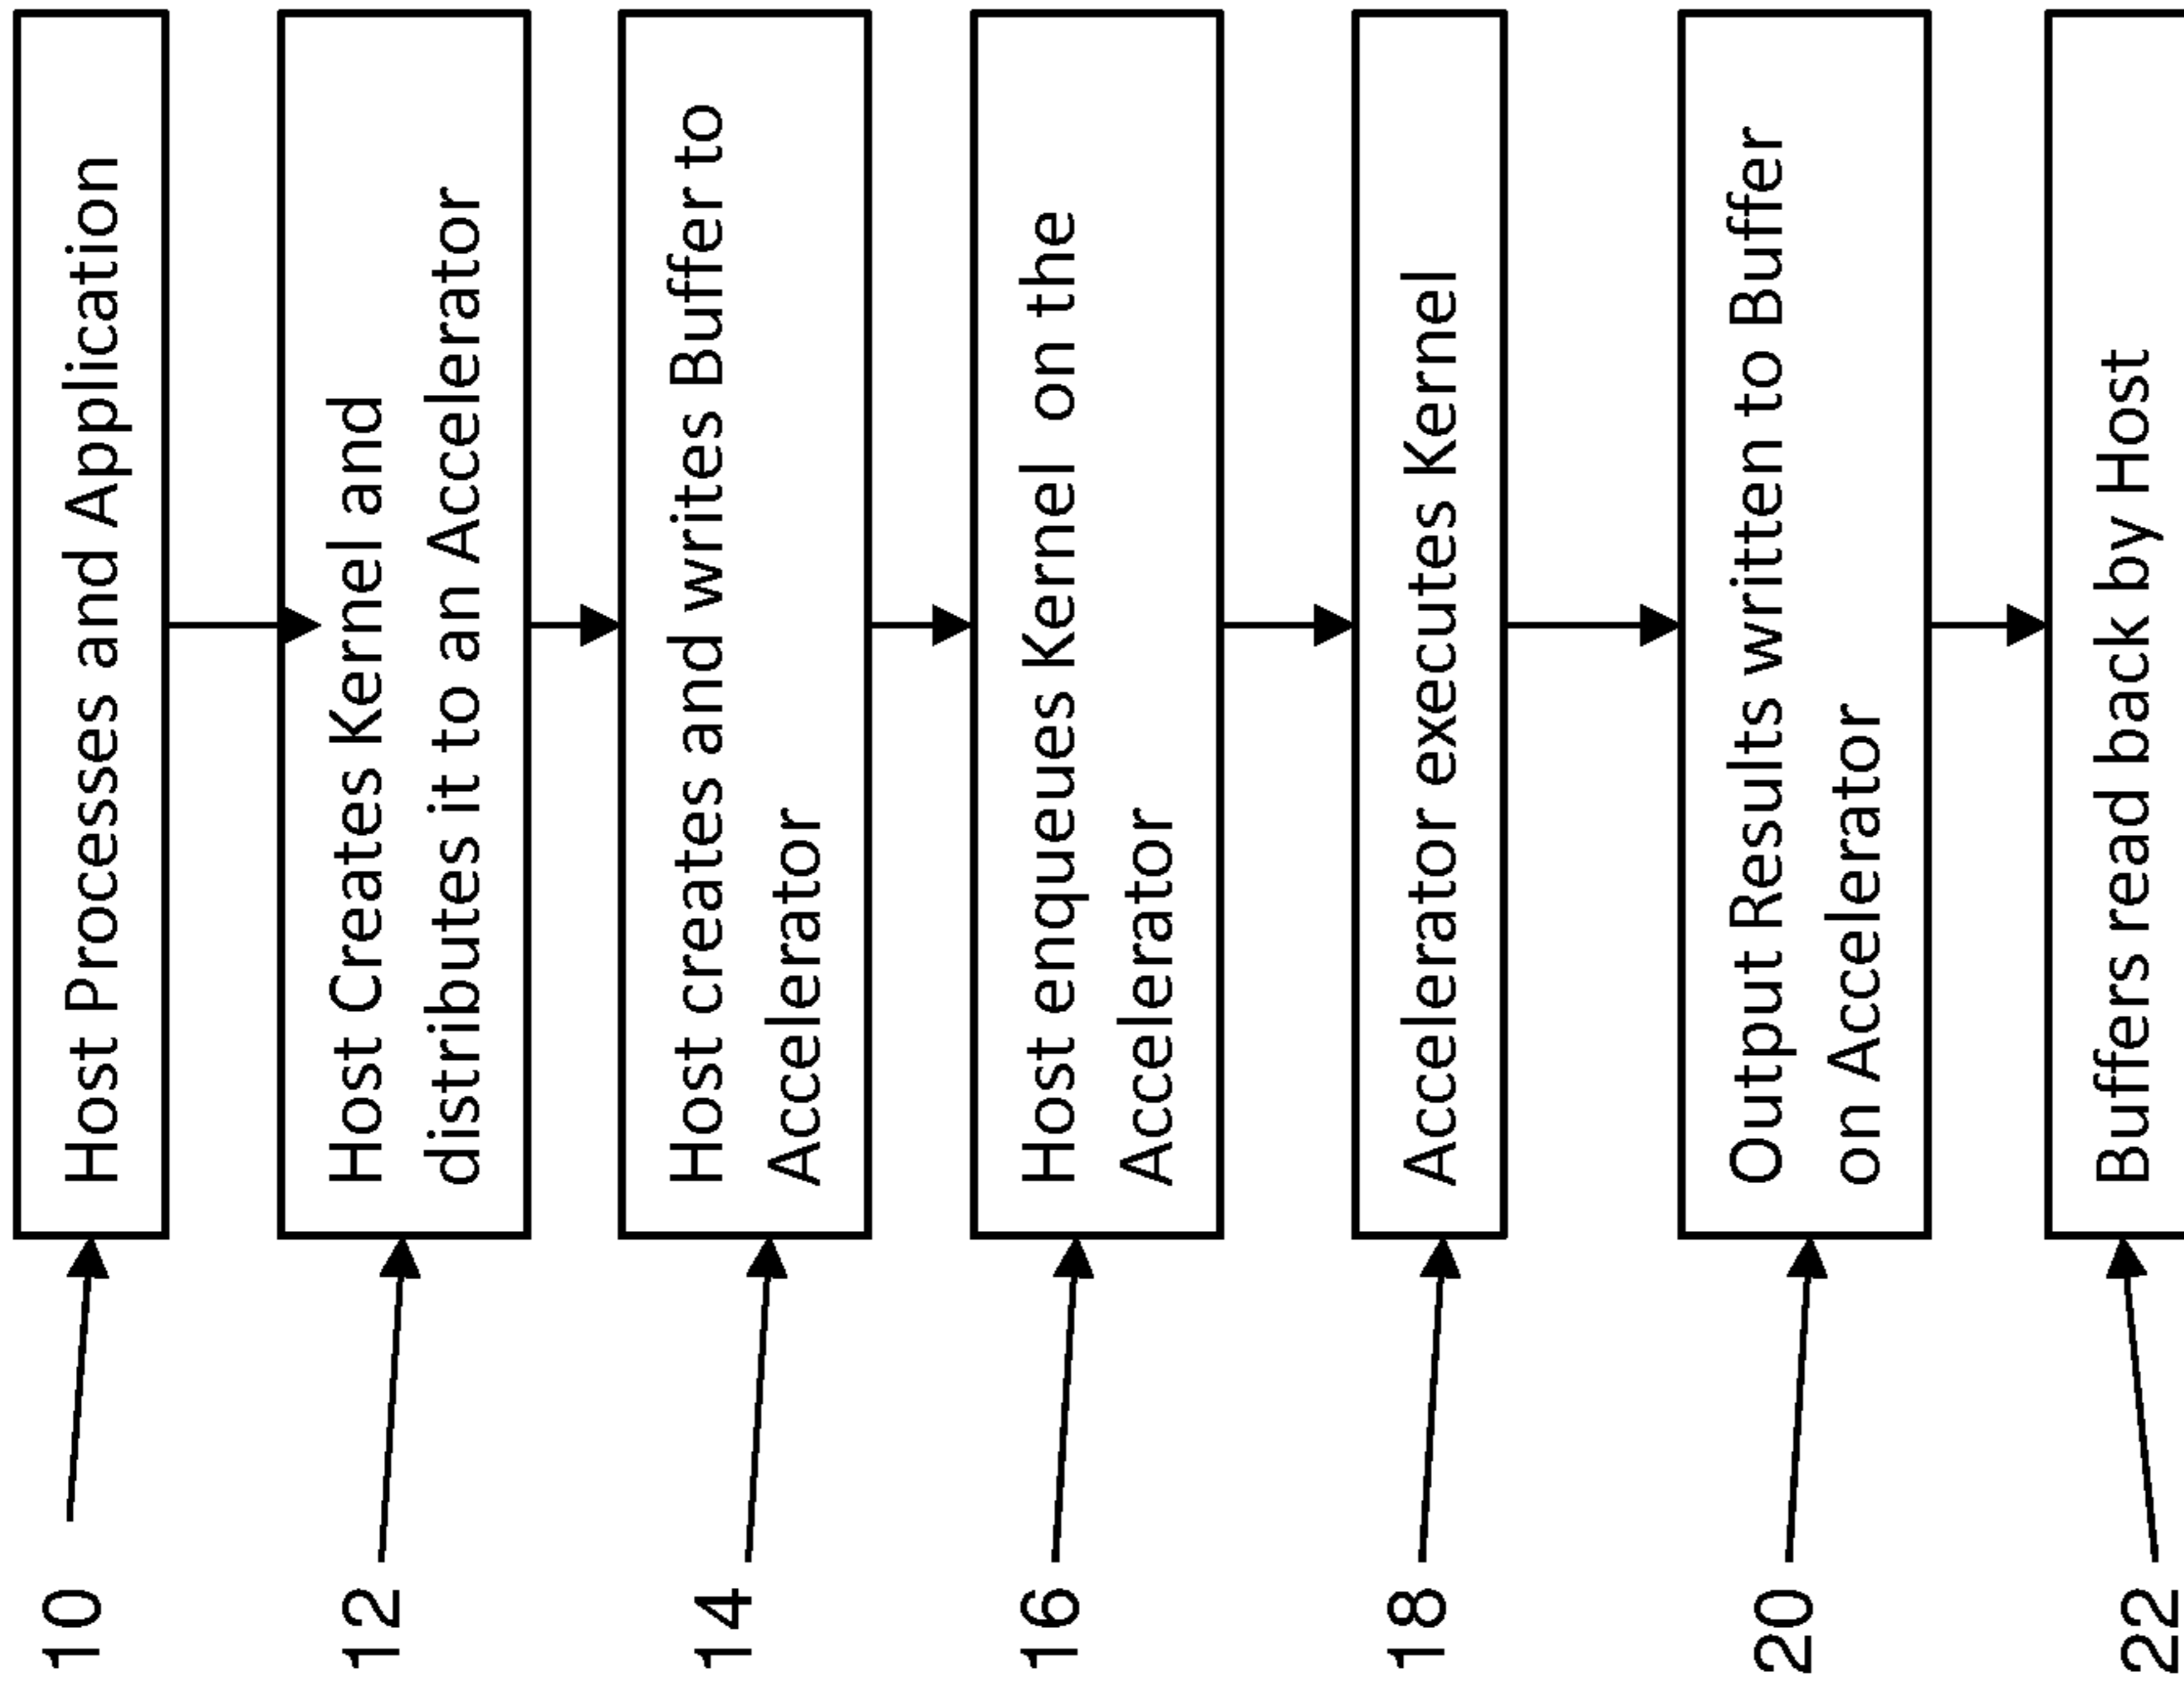 10
Host Processes and Application
12
Host Creates Kernel and
distributes it to an Accelerator
14
Host creates and writes Buffer to
Accelerator
16
Host enqueues Kernel on the
Accelerator
18
Accelerator executes Kernel
20
Output Results written to Buffer
on Accelerator
22
Buffers read back by Host